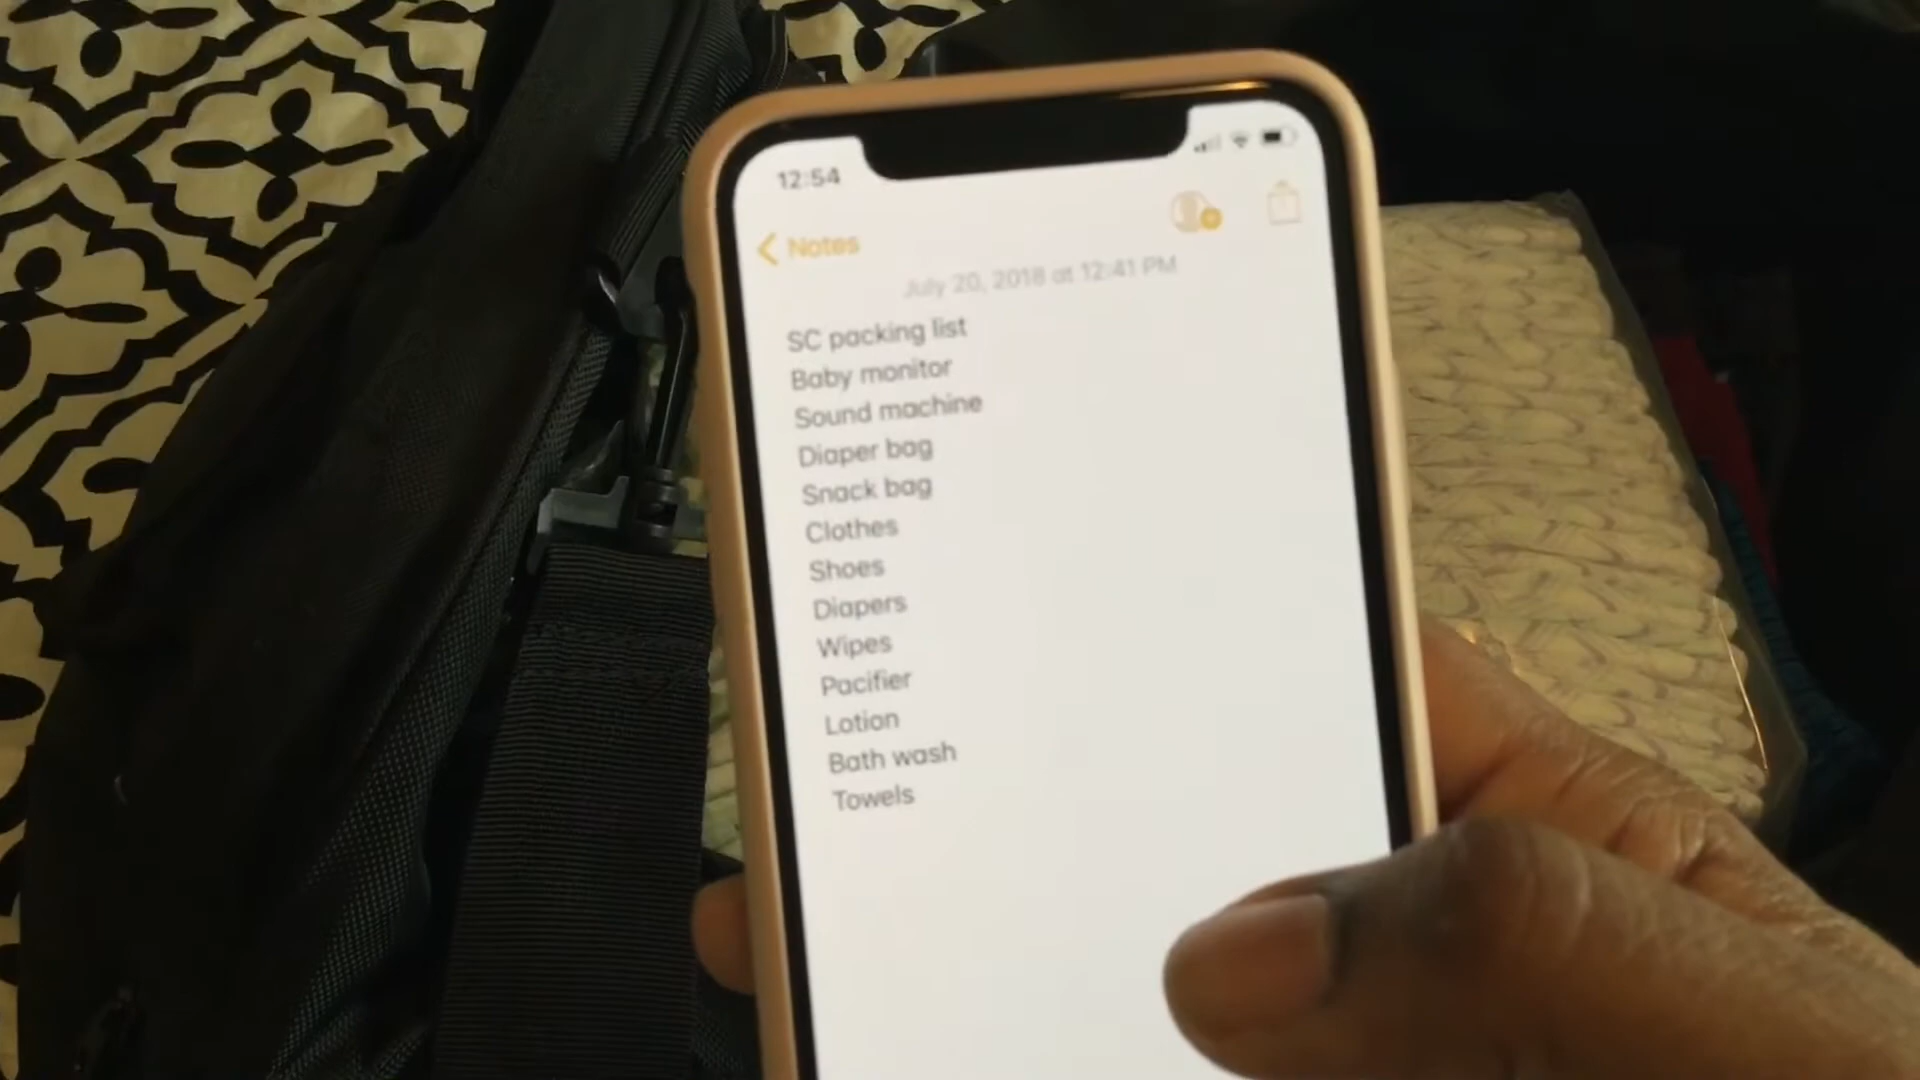 12:54
Notes
July 20, 2018 at 12:41 PM
SC packing list
Baby monitor
Sound machine
Diaper bag
Snack bag
Clothes
Shoes
Diapers
Wipes
Pacifier
Lotion
Bath wash
Towels